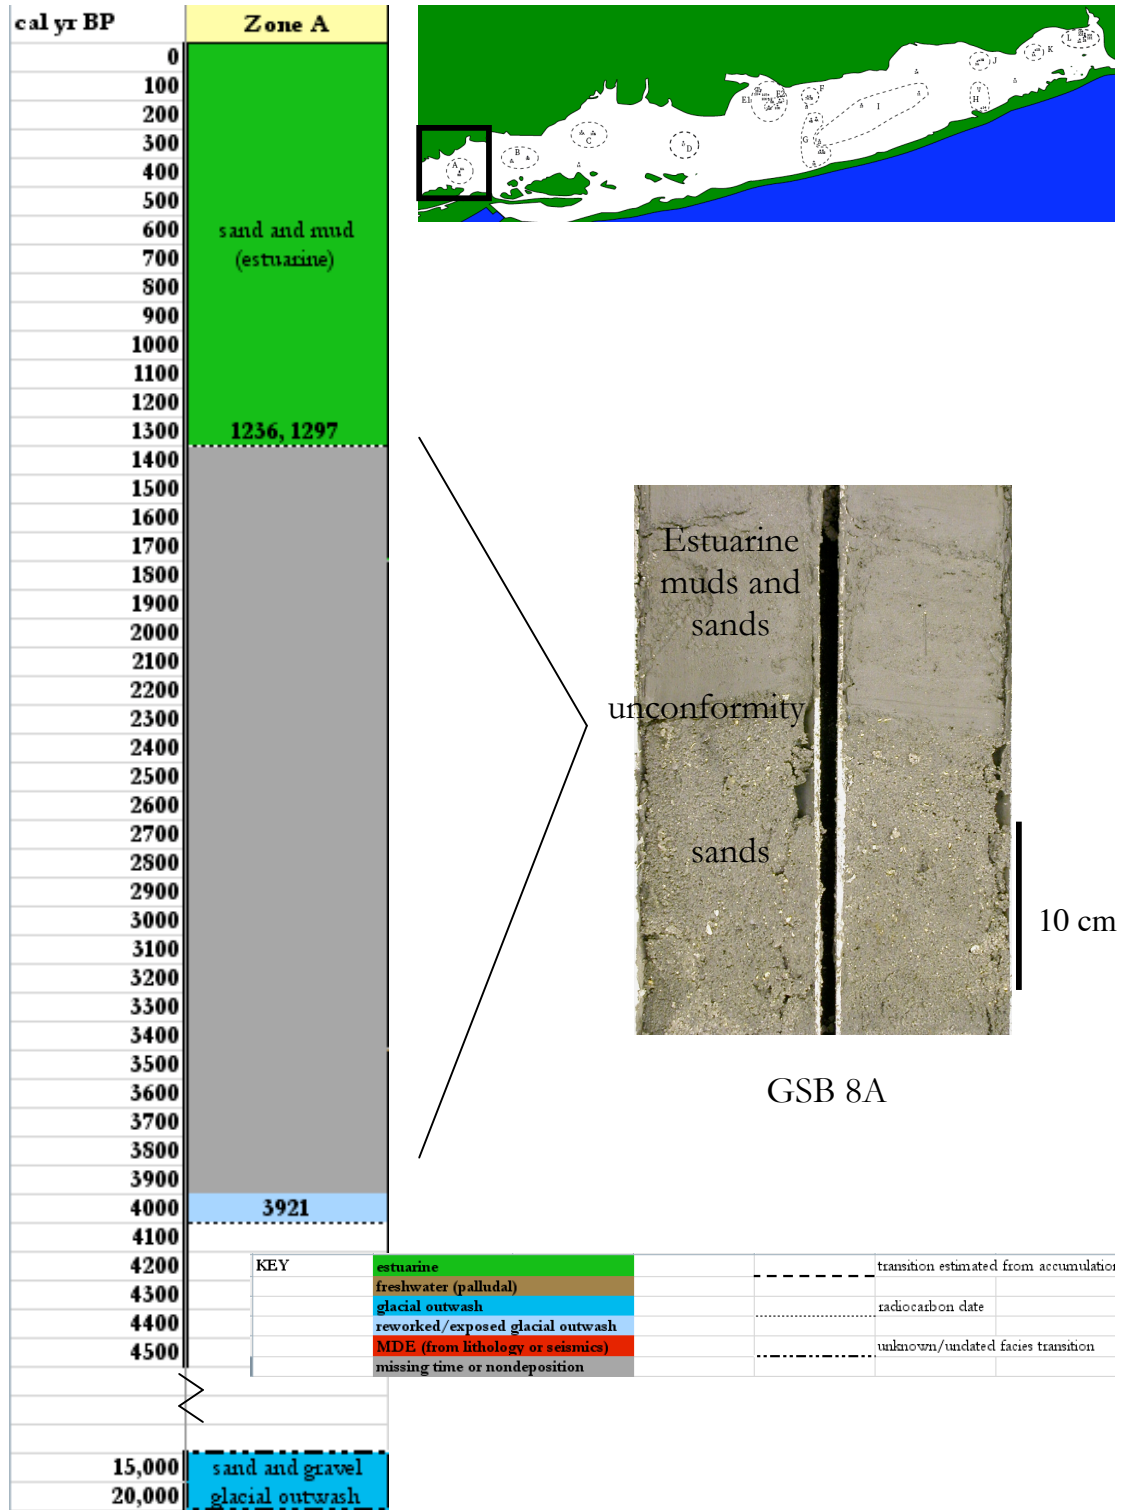 cal yr BP Zone A
0
100
200
300
400
500
600
700
800
900
1000
1100
1200
1300
1400
1500
1600
1700
1800
1900
2000
2100
2200
2300
2400
2500
2600
2700
2800
2900
3000
3100
3200
3300
3400
3500
3600
3700
3800
3900
4000
4100
4200
4300
4400
4500
15,000
20,000
sand and mud
(estuarine)
1236, 1297
3921
sand and gravel
glacial outwash
A
B
C
D
E1
E2
F
G
H
I
J
K
L
Estuarine
muds and
sands
unconformity
sands
10 cm
GSB 8A
KEY
estuarine
freshwater (palludal)
glacial outwash
reworked/exposed glacial outwash
MDE (from lithology or seismics)
missing time or nondeposition
transition estimated from accumulation
radiocarbon date
unknown/undated facies transition